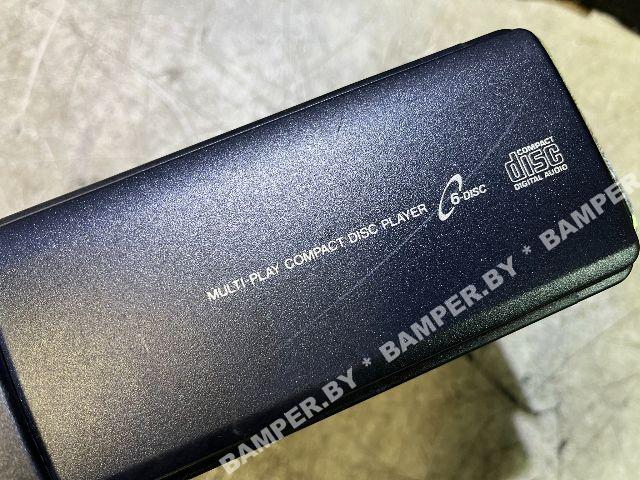 MULTI-PLAY COMPACT DISC PLAYER 6-DISC
COMPACT
disc
DIGITAL AUDIO
BAMPER.BY * BAMPER.BY * BAMPER